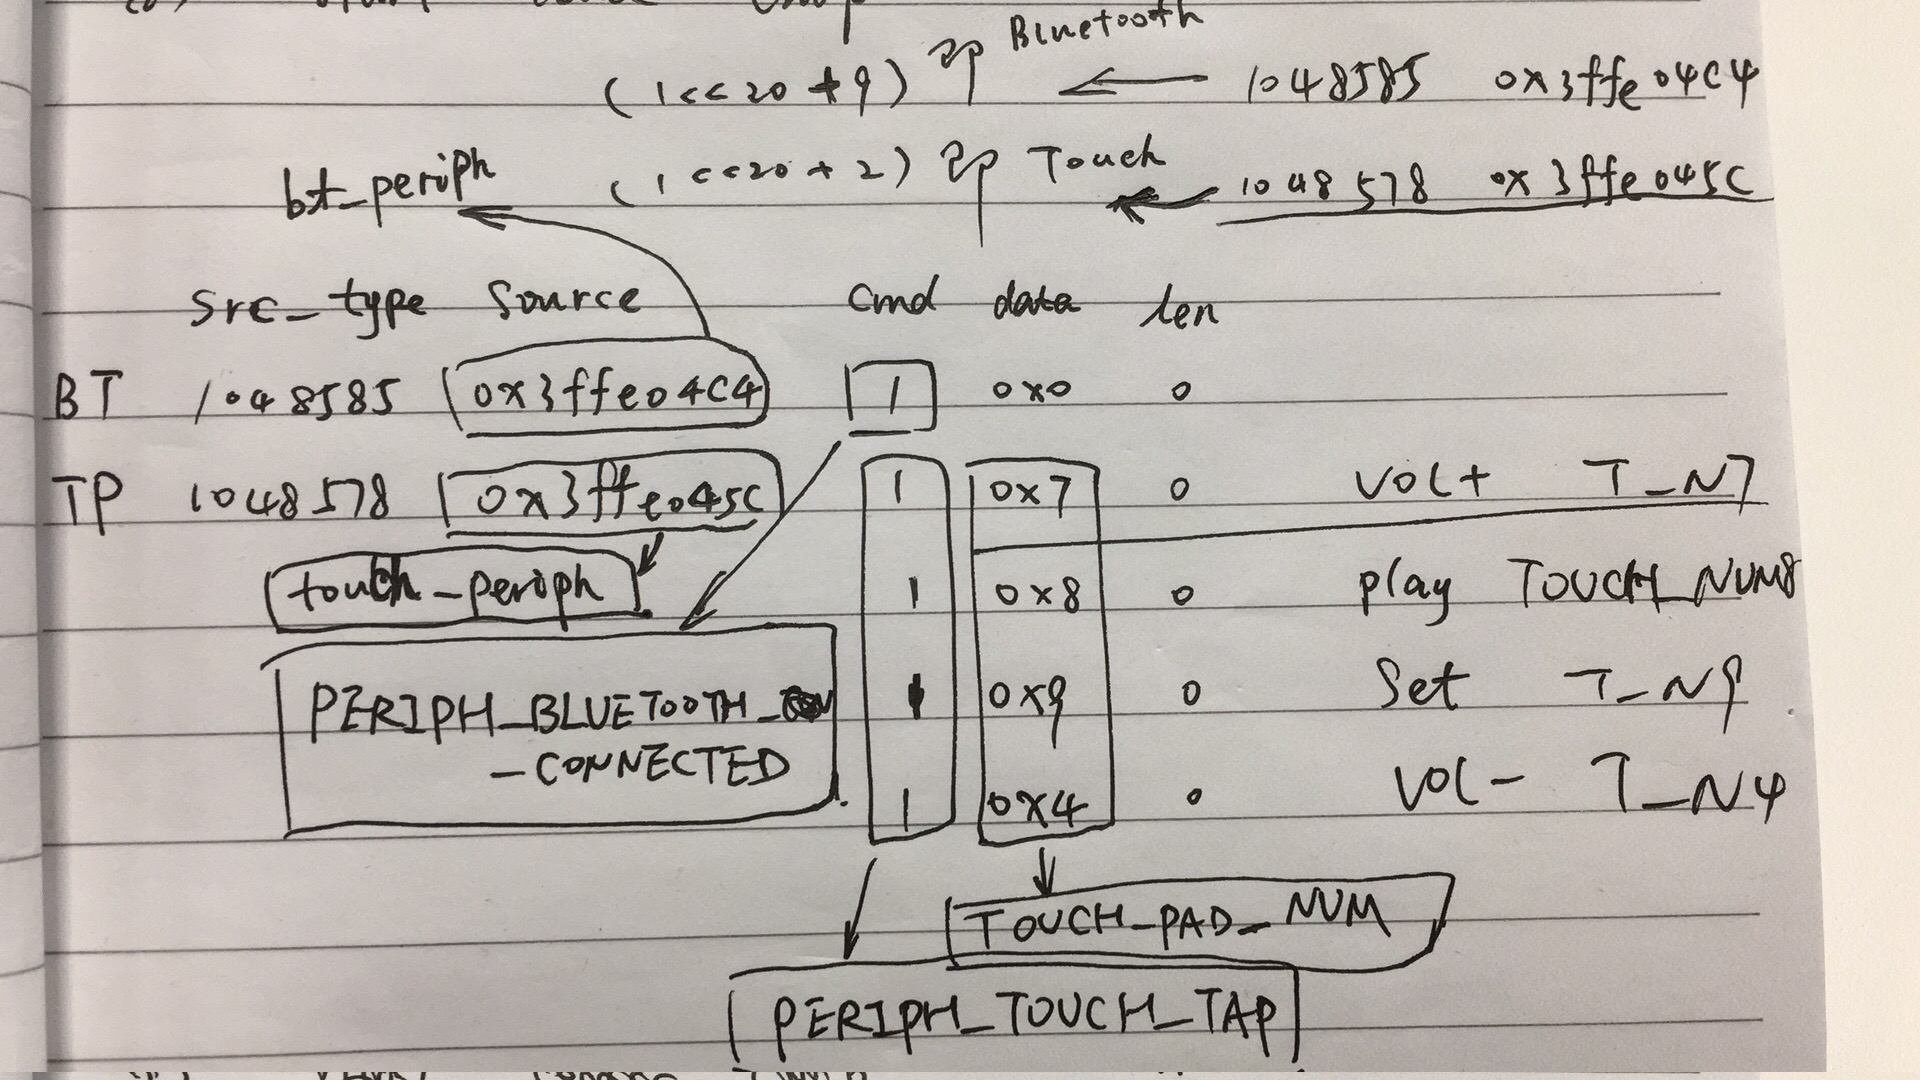 Bluetooth
(1<<20+9) 即 ← 1048585 0x3ffe04C4
(1<<20+2) 即 Touch ← 1048578 0x3ffe045C
bt_periph
src_type Source cmd data len
BT 1048585 0x3ffe04C4 1 0x0 0
TP 1048578 0x3ffe045C 1 0x7 0 VOL+ T_N7
touch_periph 1 0x8 0 play TOUCH_NUM8
PERIPH_BLUETOOTH_ 1 0x9 0 Set T_N9
_CONNECTED
1 0x4 0 VOL- T_N4
TOUCH_PAD_NUM
PERIPH_TOUCH_TAP